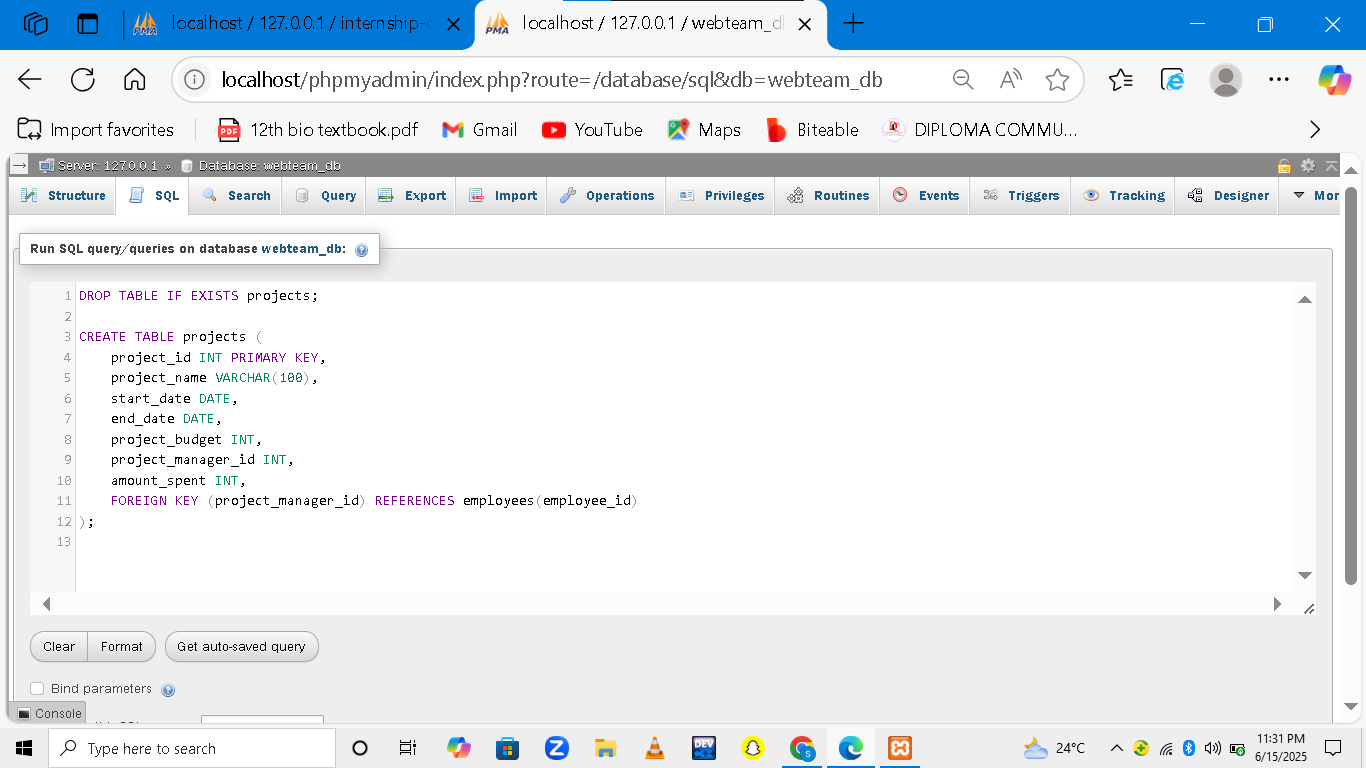 localhost / 127.0.0.1 / internship-
localhost / 127.0.0.1 / webteam_d
localhost/phpmyadmin/index.php?route=/database/sql&db=webteam_db
Import favorites
PDF
12th bio textbook.pdf
Gmail
YouTube
Maps
Biteable
DIPLOMA COMMU...
Server: 127.0.0.1 » Database: webteam_db
Structure SQL Search Query Export Import Operations Privileges Routines Events Triggers Tracking Designer Mor
Run SQL query/queries on database webteam_db:
1 DROP TABLE IF EXISTS projects;
2
3 CREATE TABLE projects (
4 project_id INT PRIMARY KEY,
5 project_name VARCHAR(100),
6 start_date DATE,
7 end_date DATE,
8 project_budget INT,
9 project_manager_id INT,
10 amount_spent INT,
11 FOREIGN KEY (project_manager_id) REFERENCES employees(employee_id)
12 );
13
Clear Format Get auto-saved query
Bind parameters
Console
Type here to search
24°C
11:31 PM
6/15/2025